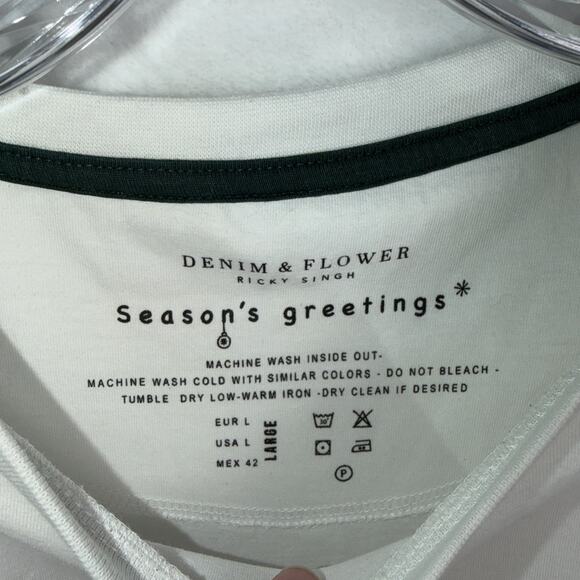 DENIM & FLOWER
RICKY SINGH
Season's greetings*
MACHINE WASH INSIDE OUT-
MACHINE WASH COLD WITH SIMILAR COLORS - DO NOT BLEACH -
TUMBLE DRY LOW-WARM IRON -DRY CLEAN IF DESIRED
EUR L
USA L
MEX 42
LARGE
30°
P